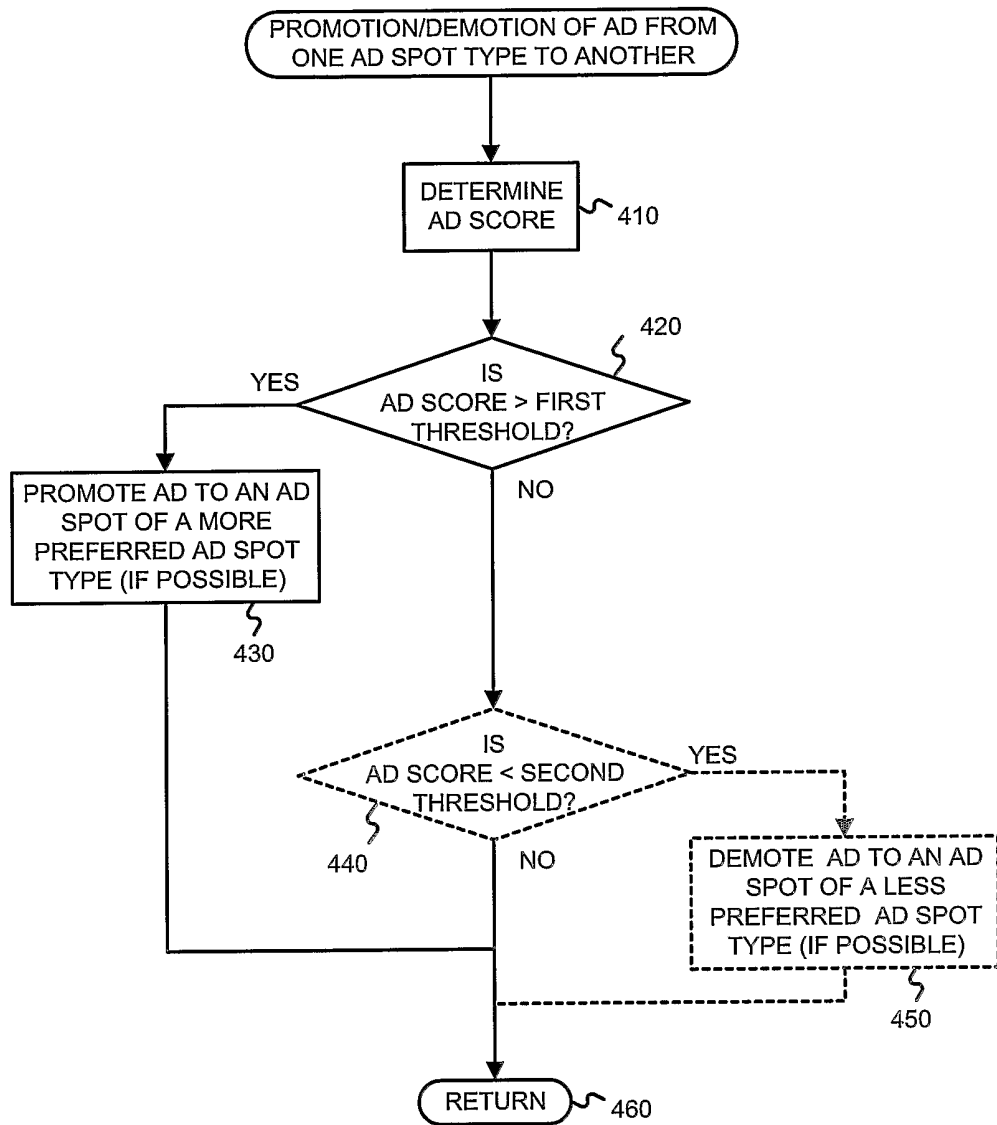 PROMOTION/DEMOTION OF AD FROM
ONE AD SPOT TYPE TO ANOTHER
DETERMINE
AD SCORE
410
420
IS
AD SCORE > FIRST
THRESHOLD?
YES
NO
PROMOTE AD TO AN AD
SPOT OF A MORE
PREFERRED AD SPOT
TYPE (IF POSSIBLE)
430
IS
AD SCORE < SECOND
THRESHOLD?
YES
440
NO
DEMOTE AD TO AN AD
SPOT OF A LESS
PREFERRED AD SPOT
TYPE (IF POSSIBLE)
450
RETURN
460